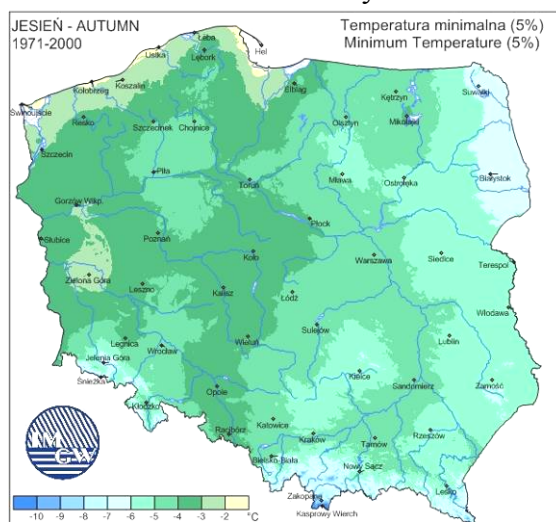 JESIEŃ - AUTUMN
1971-2000
Temperatura minimalna (5%)
Minimum Temperature (5%)
Łeba
Hel
Ustka
Lębork
Kołobrzeg
Koszalin
Elbląg
Kętrzyn
Suwałki
Świnoujście
Resko
Szczecinek
Chojnice
Olsztyn
Mikołajki
Szczecin
Piła
Toruń
Mława
Ostrołęka
Białystok
Gorzów Wlkp.
Płock
Słubice
Poznań
Koło
Warszawa
Siedlce
Terespol
Zielona Góra
Leszno
Kalisz
Łódź
Włodawa
Legnica
Wrocław
Wieluń
Sulejów
Lublin
Jelenia Góra
Śnieżka
Kielce
Sandomierz
Zamość
Kłodzko
Opole
Katowice
Racibórz
Kraków
Tarnów
Rzeszów
Bielsko-Biała
Nowy Sącz
Lesko
Zakopane
Kasprowy Wierch
IM
GW
-10 -9 -8 -7 -6 -5 -4 -3 -2 °C